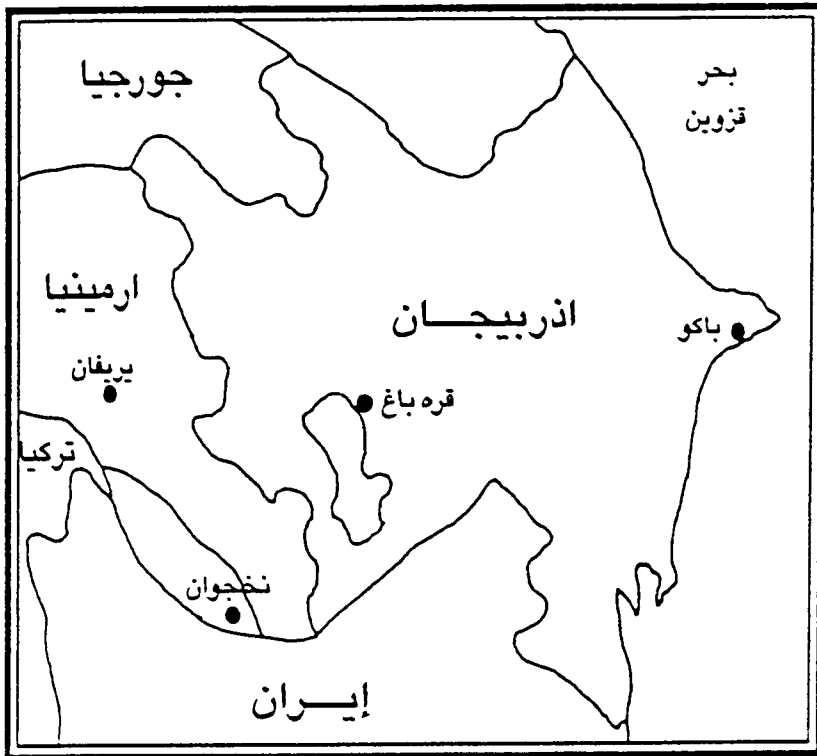 بحر
قزوين
جورجيا
ارمينيا
اذربيجـــان
باكو
يريفان
قره باغ
تركيا
نخجوان
إيـــران